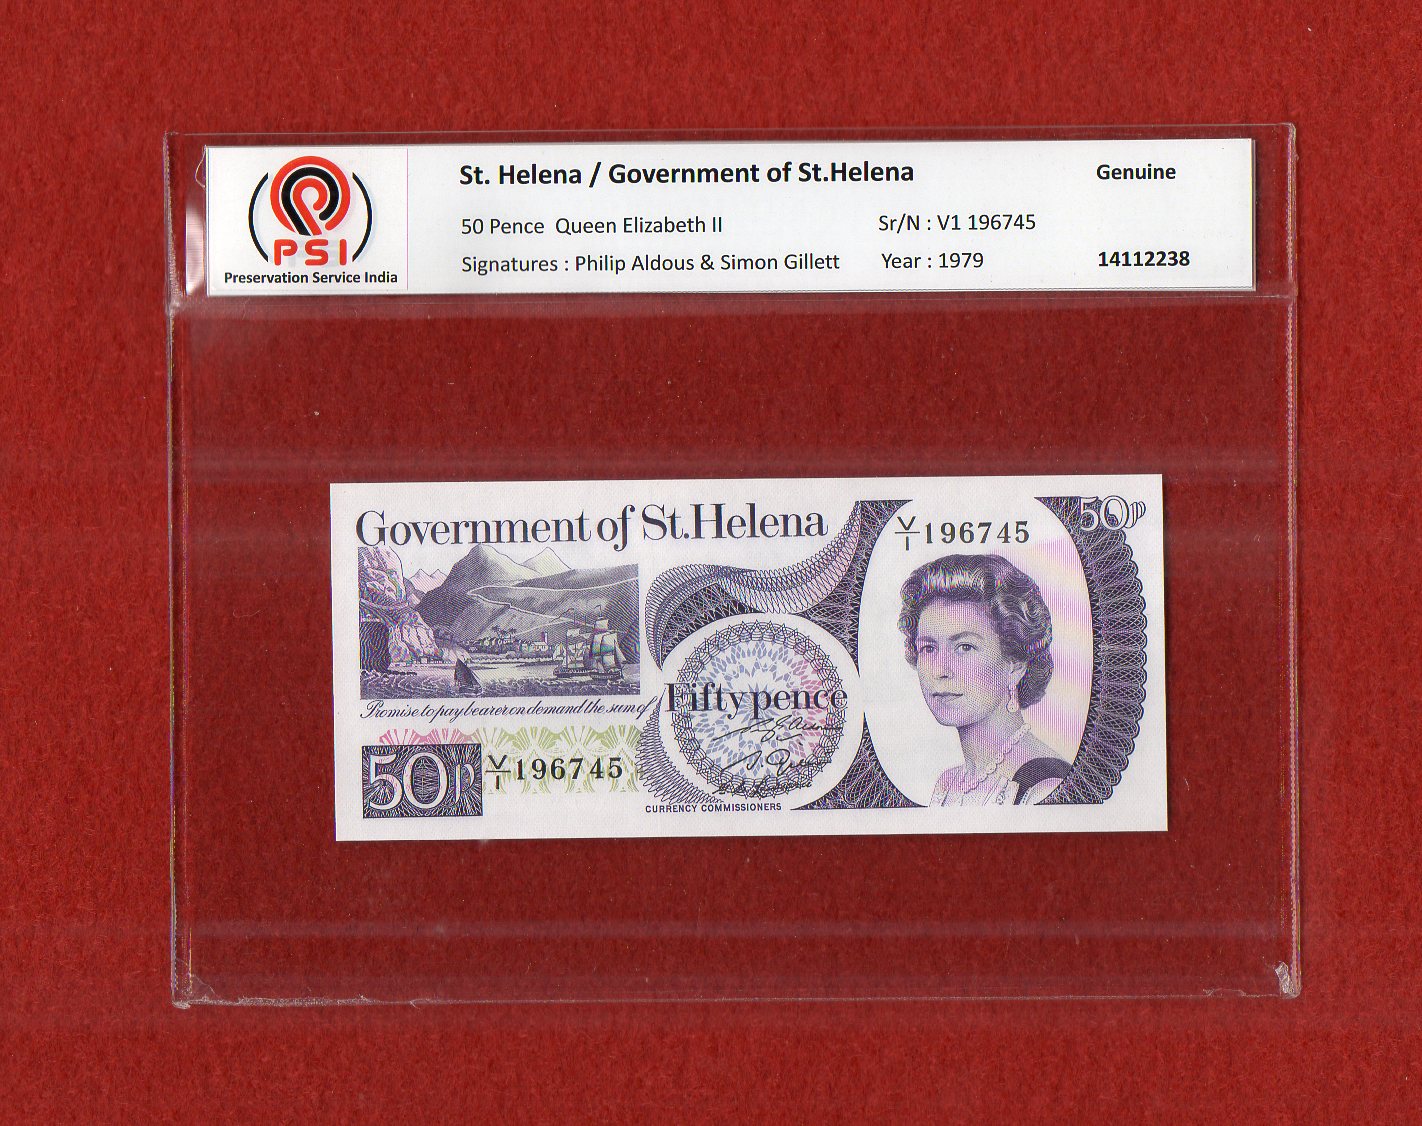 PSI
Preservation Service India
St. Helena / Government of St.Helena
Genuine
50 Pence Queen Elizabeth II
Sr/N : V1 196745
Signatures : Philip Aldous & Simon Gillett
Year : 1979
14112238
Government of St.Helena
V/1 196745
50p
Promise to pay bearer on demand the sum of
Fifty pence
50p
V/1 196745
CURRENCY COMMISSIONERS